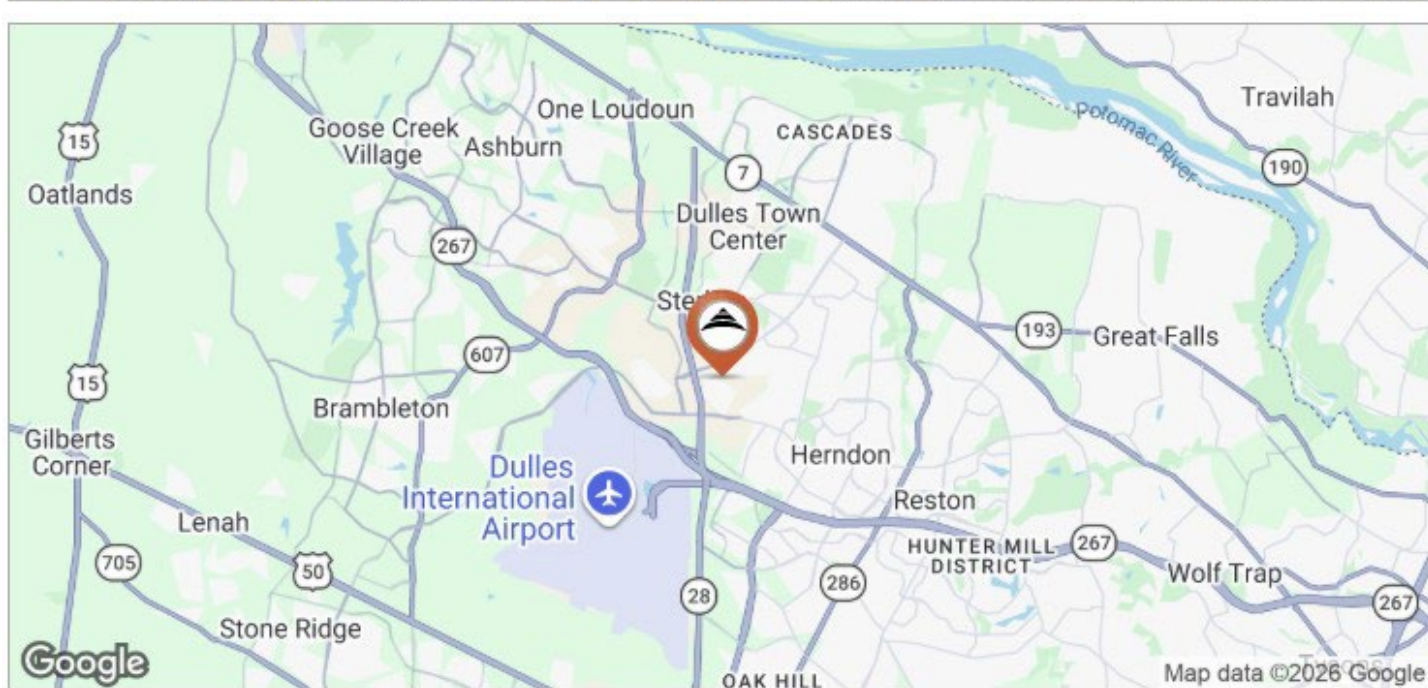 One Loudoun
CASCADES
Travilah
15
Goose Creek
Village
Ashburn
Potomac River
190
7
Oatlands
Dulles Town
Center
267
193
Great Falls
607
15
Brambleton
Gilberts
Corner
Herndon
Dulles
International
Airport
Reston
Lenah
HUNTER MILL
DISTRICT
267
705
50
28
286
Wolf Trap
267
Stone Ridge
Google
OAK HILL
Map data ©2026 Google